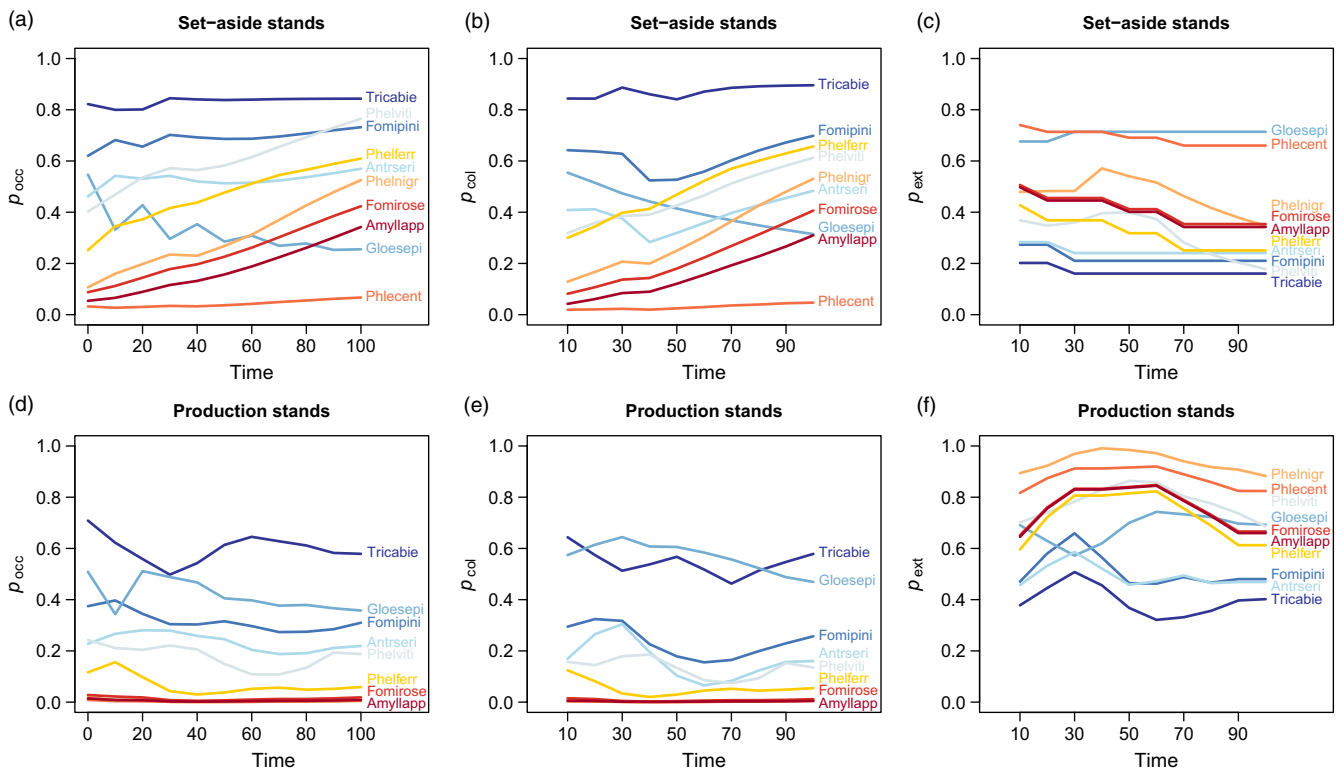 (a)
Set−aside stands
1.0
0.8
0.6
0.4
0.2
0.0
p occ
0
20
40
60
80
100
Time
Tricabie
Phelviti
Fomipini
Phelferr
Antrseri
Phelnigr
Fomirose
Amyllapp
Gloesepi
Phlecent
(b)
Set−aside stands
1.0
0.8
0.6
0.4
0.2
0.0
p col
10
30
50
70
90
Time
Tricabie
Fomipini
Phelferr
Phelviti
Phelnigr
Antrseri
Fomirose
Gloesepi
Amyllapp
Phlecent
(c)
Set−aside stands
1.0
0.8
0.6
0.4
0.2
0.0
p ext
10
30
50
70
90
Time
Gloesepi
Phlecent
Phelnigr
Fomirose
Amyllapp
Phelferr
Antrseri
Fomipini
Phelviti
Tricabie
(d)
Production stands
1.0
0.8
0.6
0.4
0.2
0.0
p occ
0
20
40
60
80
100
Time
Tricabie
Gloesepi
Fomipini
Antrseri
Phelviti
Phelferr
Fomirose
Amyllapp
(e)
Production stands
1.0
0.8
0.6
0.4
0.2
0.0
p col
10
30
50
70
90
Time
Tricabie
Gloesepi
Fomipini
Antrseri
Phelviti
Phelferr
Fomirose
Amyllapp
(f)
Production stands
1.0
0.8
0.6
0.4
0.2
0.0
p ext
10
30
50
70
90
Time
Phelnigr
Phlecent
Phelviti
Gloesepi
Fomirose
Amyllapp
Phelferr
Fomipini
Antrseri
Tricabie